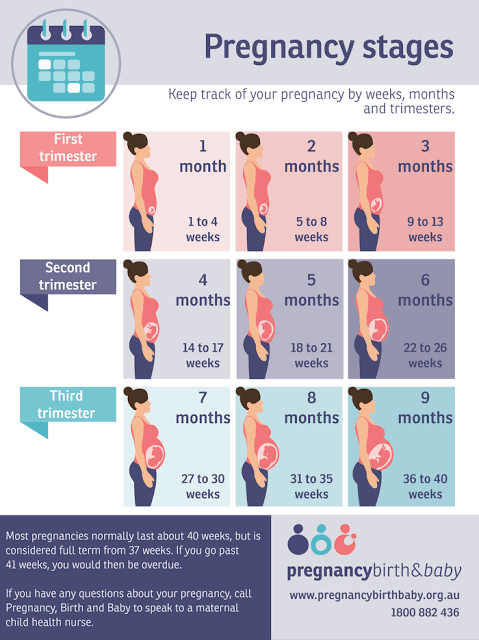 Pregnancy stages
Keep track of your pregnancy by weeks, months
and trimesters.
First
trimester
1
month
1 to 4
weeks
2
months
5 to 8
weeks
3
months
9 to 13
weeks
Second
trimester
4
months
14 to 17
weeks
5
months
18 to 21
weeks
6
months
22 to 26
weeks
Third
trimester
7
months
27 to 30
weeks
8
months
31 to 35
weeks
9
months
36 to 40
weeks
Most pregnancies normally last about 40 weeks, but is
considered full term from 37 weeks. If you go past
41 weeks, you would then be overdue.
If you have any questions about your pregnancy, call
Pregnancy, Birth and Baby to speak to a maternal
child health nurse.
pregnancybirth&baby
www.pregnancybirthbaby.org.au
1800 882 436